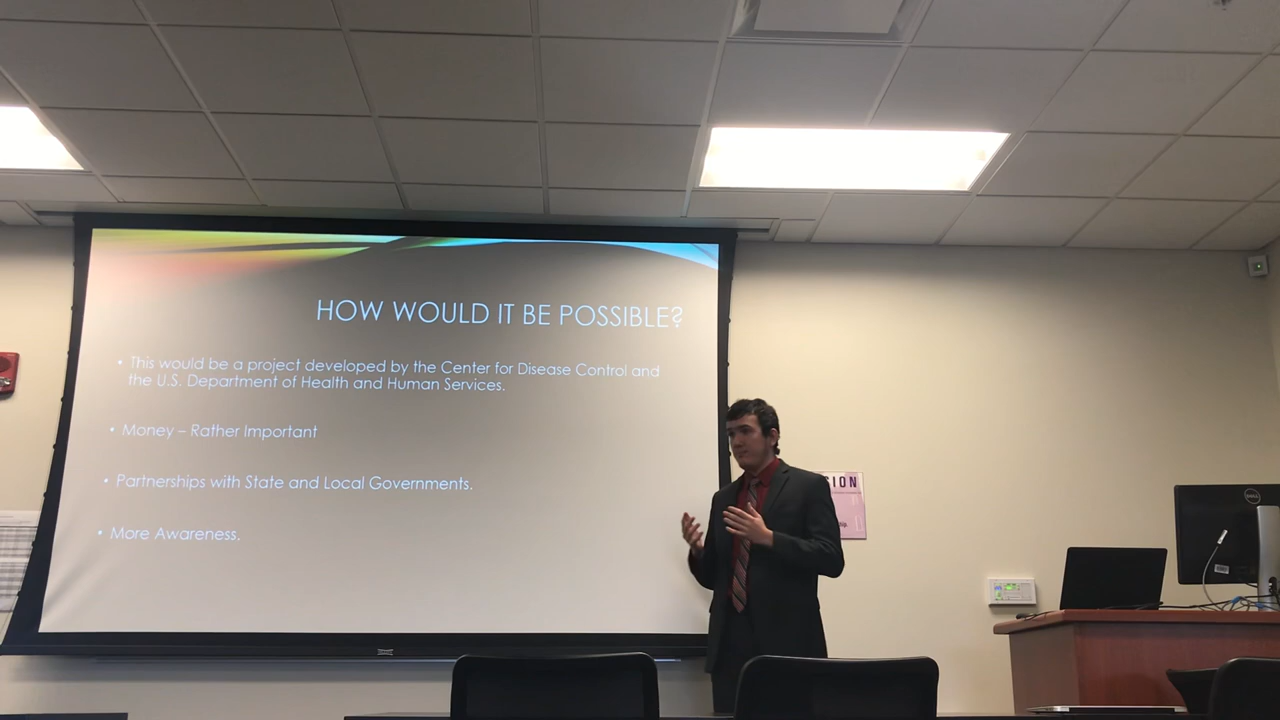 HOW WOULD IT BE POSSIBLE?
• This would be a project developed by the Center for Disease Control and
the U.S. Department of Health and Human Services.
• Money – Rather Important
• Partnerships with State and Local Governments.
• More Awareness.
SION
DELL